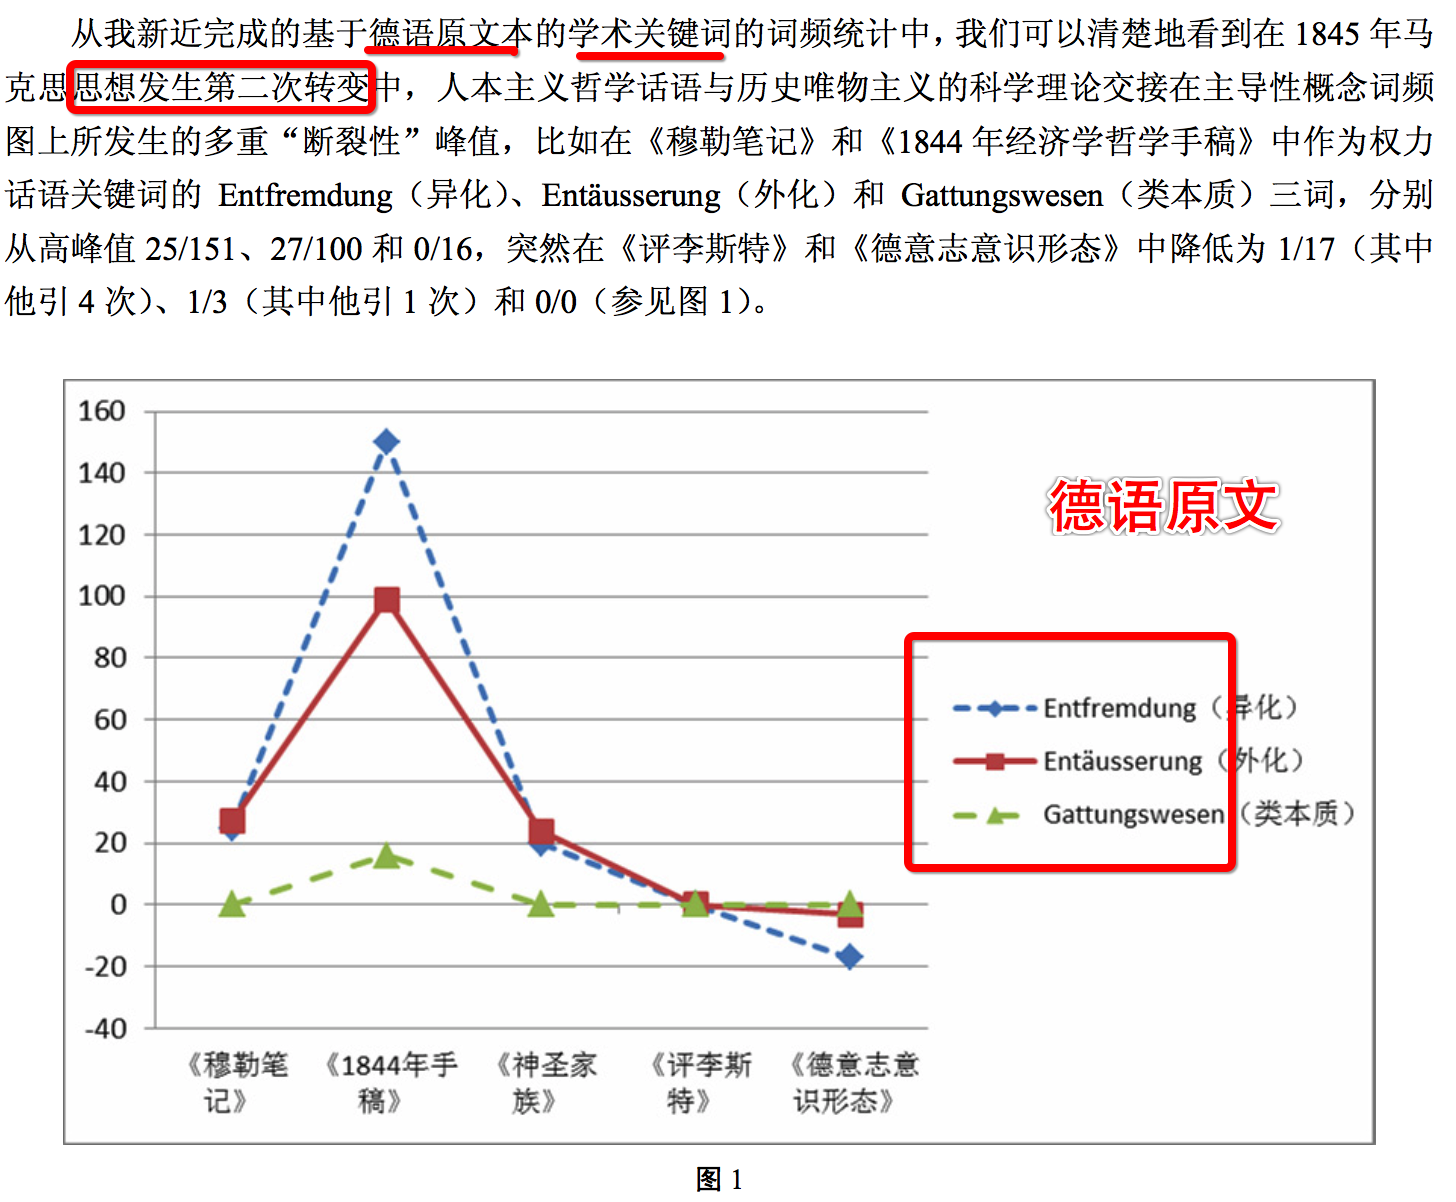 从我新近完成的基于德语原文本的学术关键词的词频统计中，我们可以清楚地看到在 1845 年马
克思思想发生第二次转变中，人本主义哲学话语与历史唯物主义的科学理论交接在主导性概念词频
图上所发生的多重“断裂性”峰值，比如在《穆勒笔记》和《1844 年经济学哲学手稿》中作为权力
话语关键词的 Entfremdung（异化）、Entäusserung（外化）和 Gattungswesen（类本质）三词，分别
从高峰值 25/151、27/100 和 0/16，突然在《评李斯特》和《德意志意识形态》中降低为 1/17（其中
他引 4 次）、1/3（其中他引 1 次）和 0/0（参见图 1）。
160
140
120
100
80
60
40
20
0
-20
-40
德语原文
Entfremdung（异化）
Entäusserung（外化）
Gattungswesen（类本质）
《穆勒笔
记》
《1844年手
稿》
《神圣家
族》
《评李斯
特》
《德意志意
识形态》
图 1